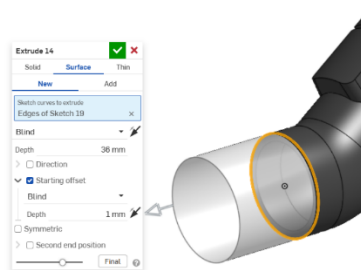 Extrude 14
Solid Surface Thin
New Add
Sketch curves to extrude
Edges of Sketch 19
Blind
Depth 36 mm
Direction
Starting offset
Blind
Depth 1 mm
Symmetric
Second end position
Final